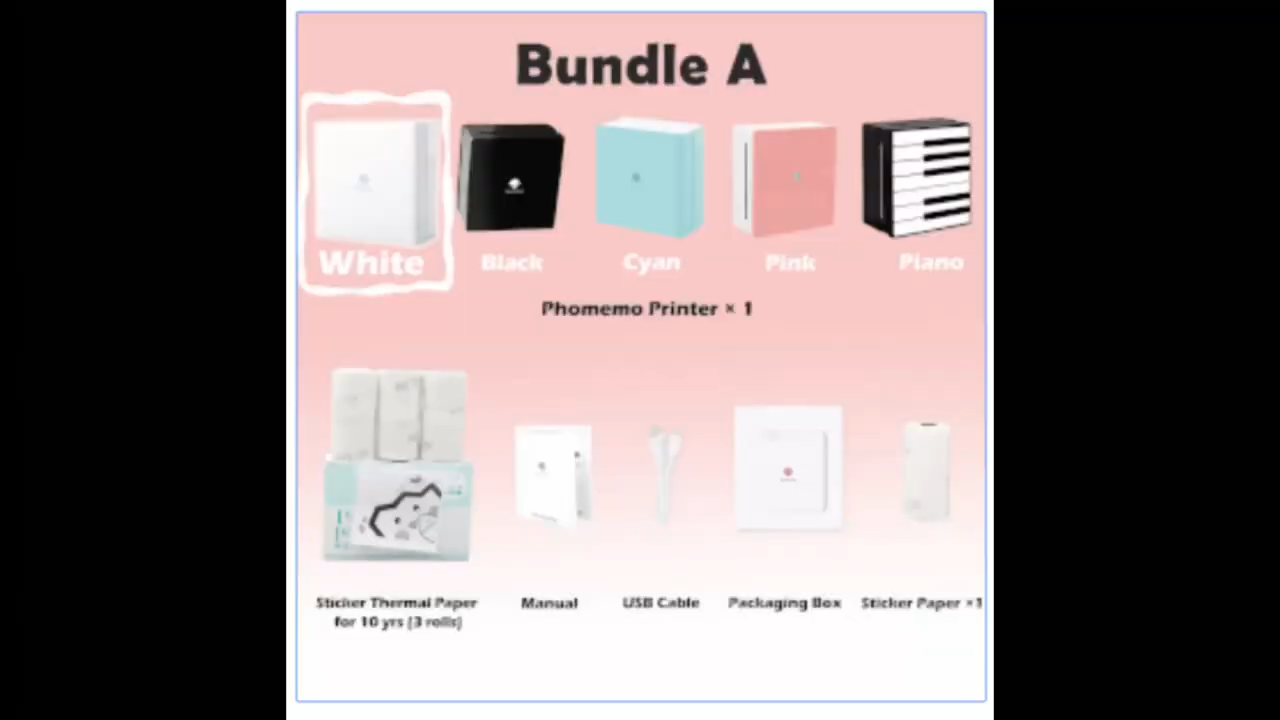 Bundle A
White Black Cyan Pink Piano
Phomemo Printer × 1
Sticker Thermal Paper Manual USB Cable Packaging Box Sticker Paper ×1
for 10 yrs (3 rolls)